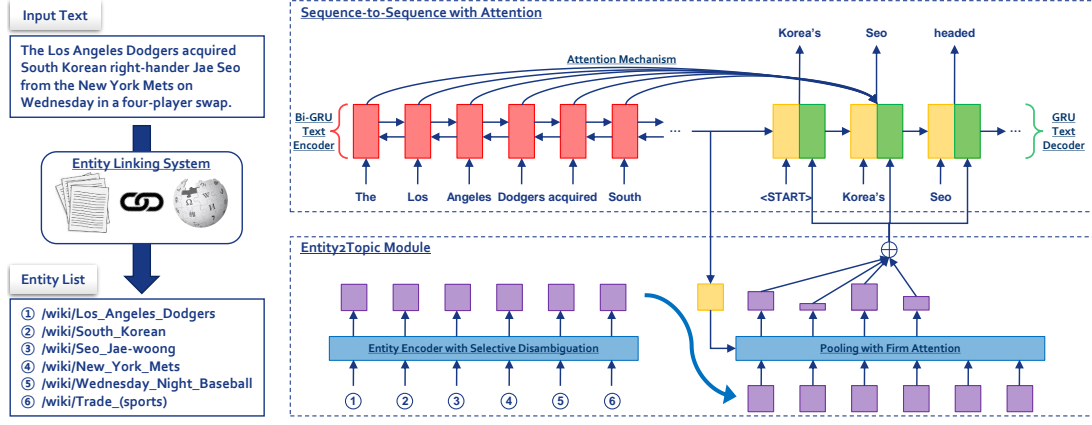 Input Text
The Los Angeles Dodgers acquired
South Korean right-hander Jae Seo
from the New York Mets on
Wednesday in a four-player swap.
Entity Linking System
Entity List
① /wiki/Los_Angeles_Dodgers
② /wiki/South_Korean
③ /wiki/Seo_Jae-woong
④ /wiki/New_York_Mets
⑤ /wiki/Wednesday_Night_Baseball
⑥ /wiki/Trade_(sports)
Sequence-to-Sequence with Attention
Korea's Seo headed
Attention Mechanism
Bi-GRU
Text
Encoder
... ...
GRU
Text
Decoder
The Los Angeles Dodgers acquired South <START> Korea's Seo
Entity2Topic Module
Entity Encoder with Selective Disambiguation
Pooling with Firm Attention
① ② ③ ④ ⑤ ⑥